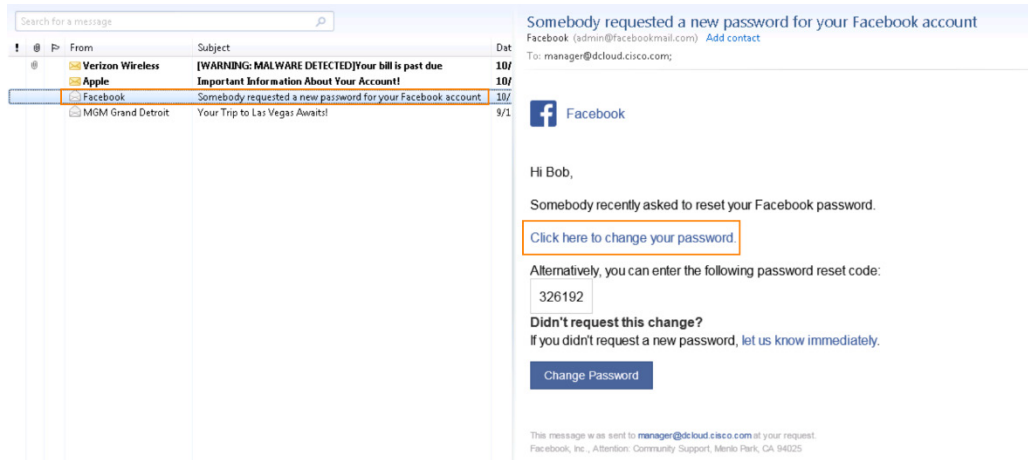 Search for a message
! From Subject Dat
Verizon Wireless [WARNING: MALWARE DETECTED]Your bill is past due 10/
Apple Important Information About Your Account! 10/
Facebook Somebody requested a new password for your Facebook account 10/
MGM Grand Detroit Your Trip to Las Vegas Awaits! 9/1
Somebody requested a new password for your Facebook account
Facebook (admin@facebookmail.com) Add contact
To: manager@dcloud.cisco.com;
f Facebook
Hi Bob,
Somebody recently asked to reset your Facebook password.
Click here to change your password.
Alternatively, you can enter the following password reset code:
326192
Didn't request this change?
If you didn't request a new password, let us know immediately.
Change Password
This message was sent to manager@dcloud.cisco.com at your request.
Facebook, Inc., Attention: Community Support, Menlo Park, CA 94025